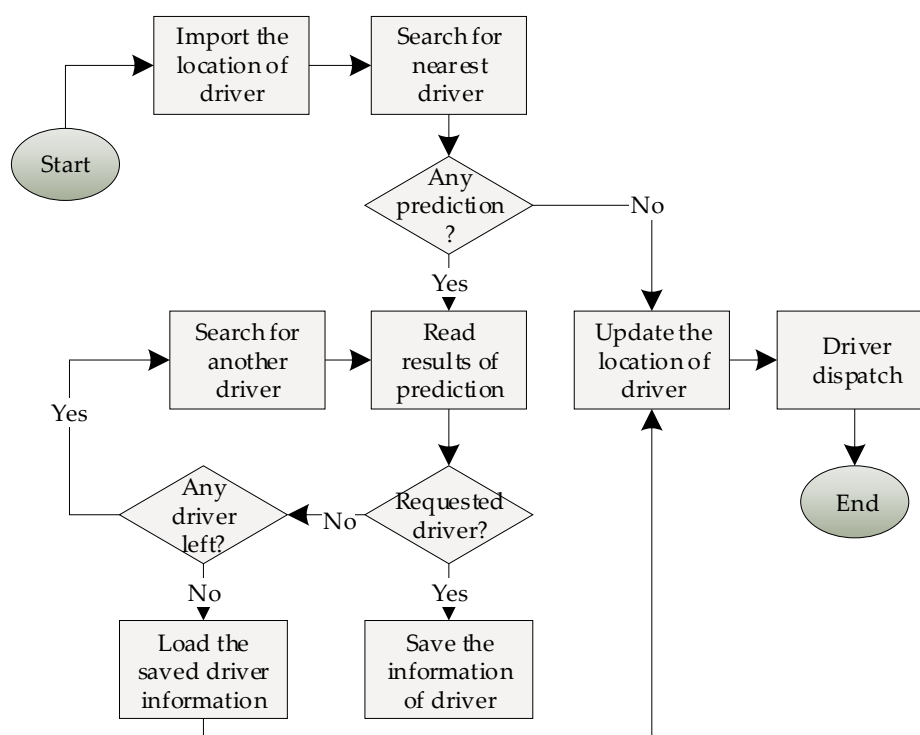 Import the
location of
driver
Search for
nearest
driver
Start
Any
prediction
?
No
Yes
Search for
another
driver
Read
results of
prediction
Update the
location of
driver
Driver
dispatch
Yes
Any
driver
left?
No
Requested
driver?
End
No
Yes
Load the
saved driver
information
Save the
information
of driver